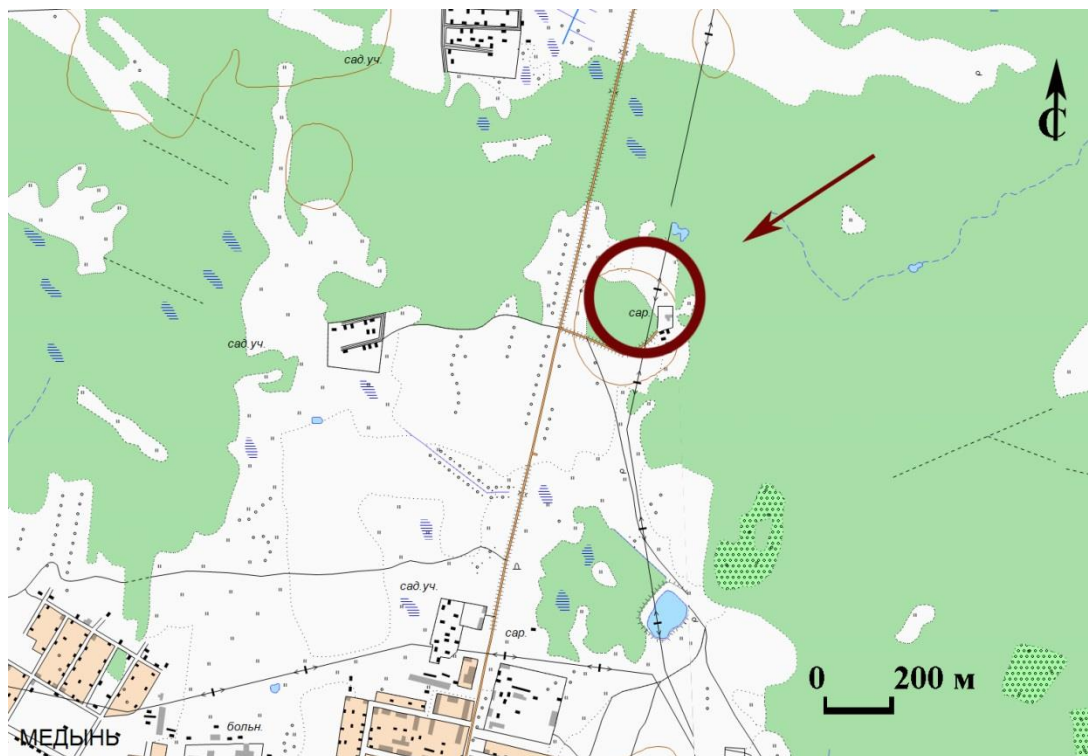 сад.уч.
С
сар.
сад.уч.
сад.уч.
сар.
0 200 м
больн.
МЕДЫНЬ